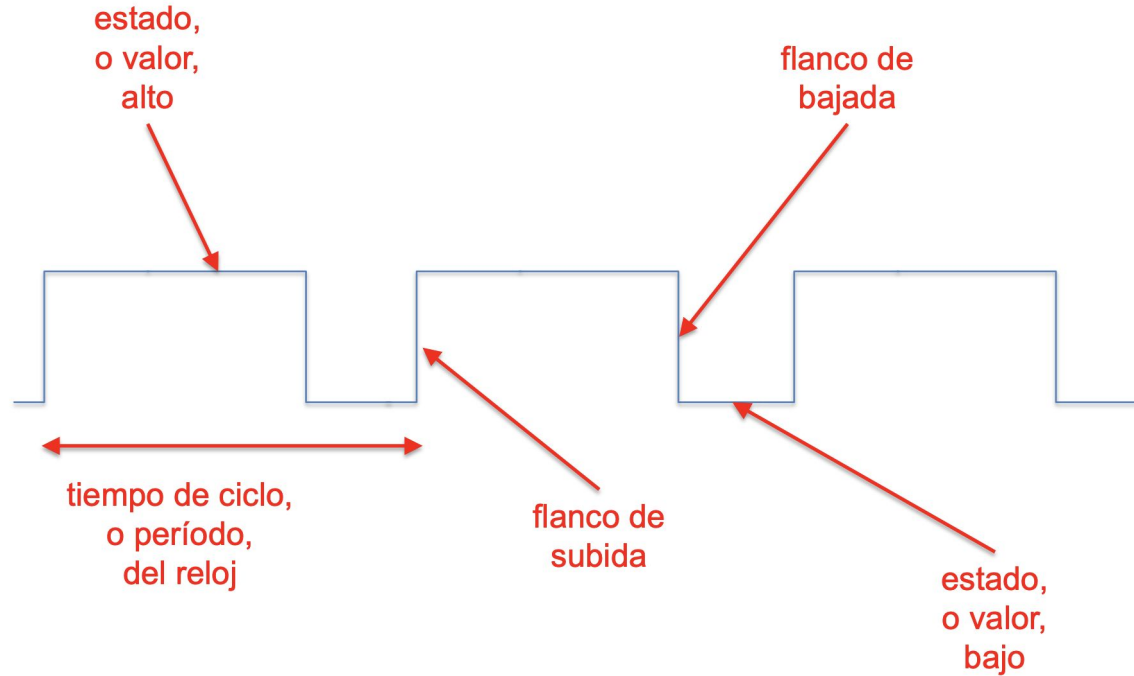 estado,
o valor,
alto
flanco de
bajada
tiempo de ciclo,
o período,
del reloj
flanco de
subida
estado,
o valor,
bajo